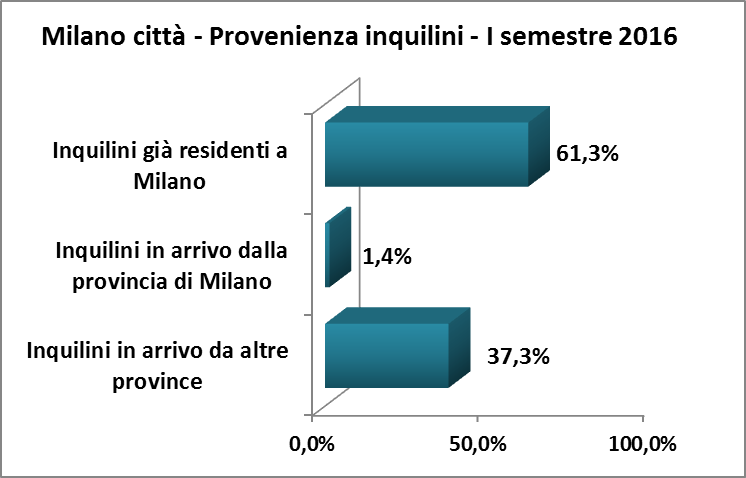 Milano città - Provenienza inquilini - I semestre 2016
Inquilini già residenti a
Milano
61,3%
Inquilini in arrivo dalla
provincia di Milano
1,4%
Inquilini in arrivo da altre
province
37,3%
0,0%
50,0%
100,0%